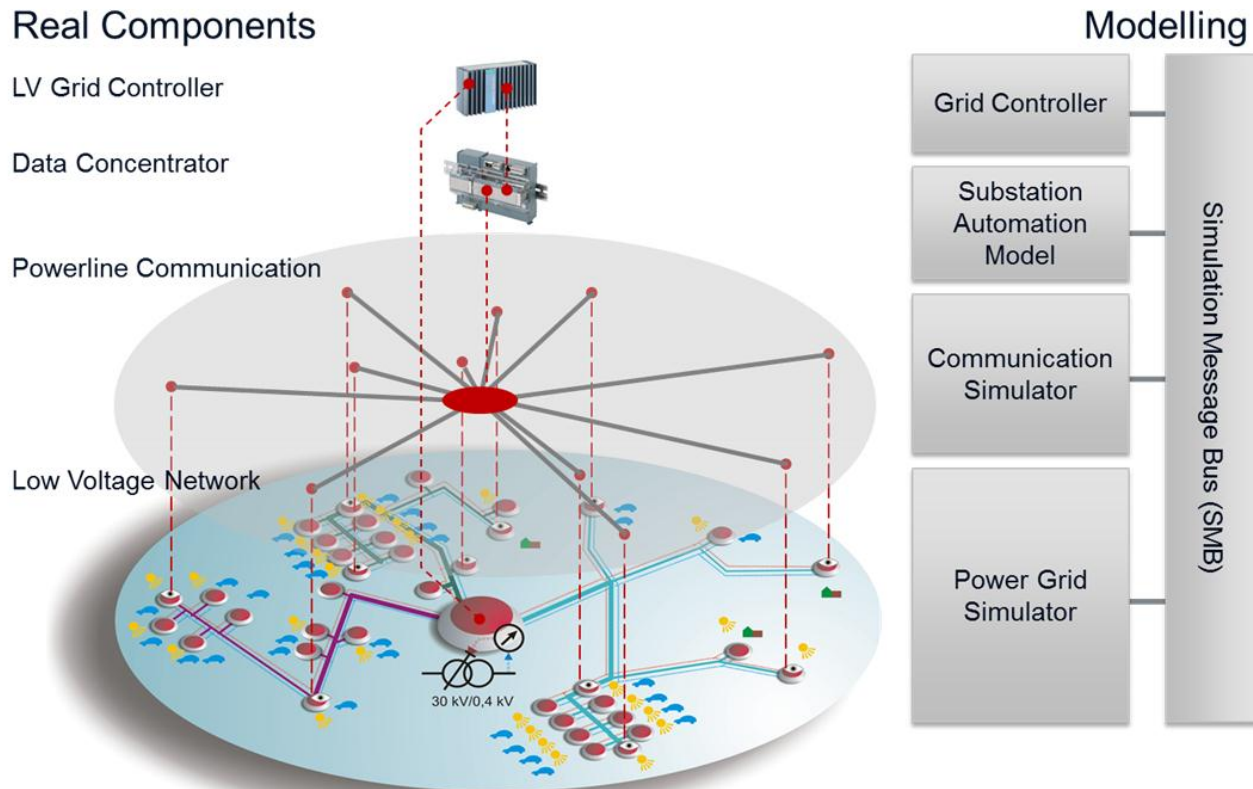 Real Components
Modelling
LV Grid Controller
Data Concentrator
Powerline Communication
Low Voltage Network
30 kV/0,4 kV
Grid Controller
Substation
Automation
Model
Communication
Simulator
Power Grid
Simulator
Simulation Message Bus (SMB)